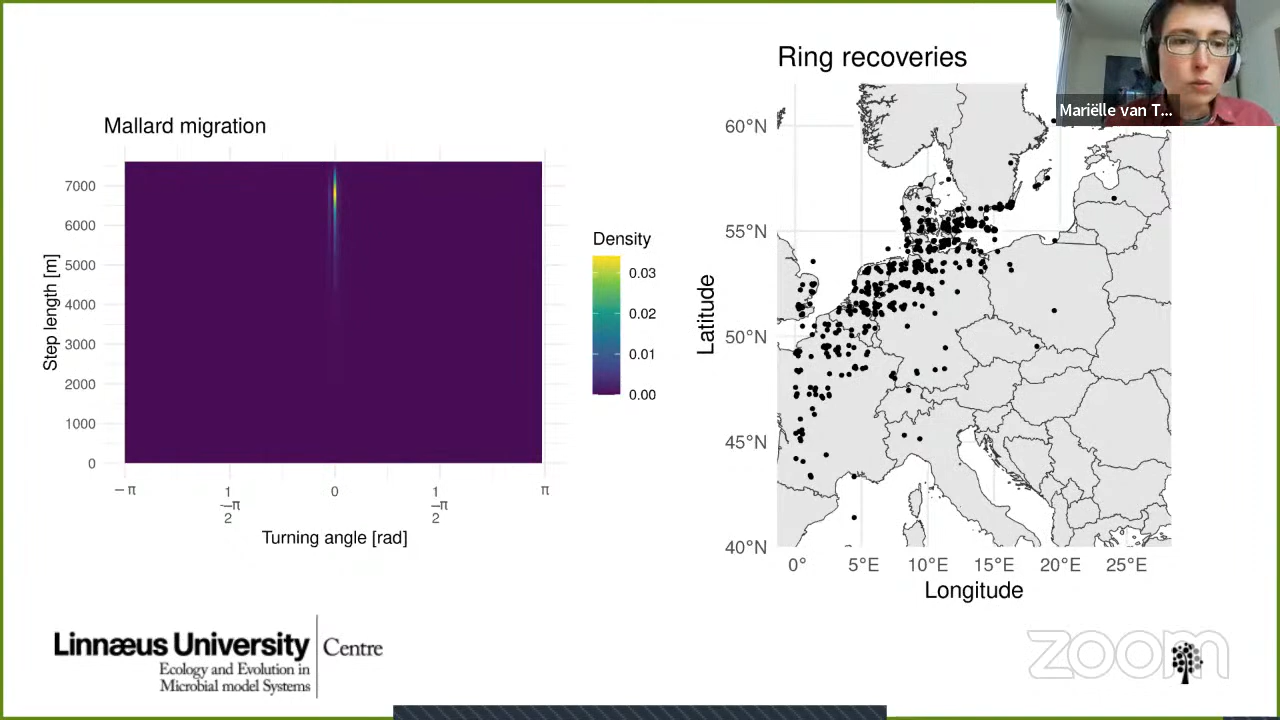 Ring recoveries
Mariëlle van T...
Mallard migration
60°N
55°N
50°N
45°N
40°N
Latitude
0°
5°E
10°E
15°E
20°E
25°E
Longitude
7000
6000
5000
4000
3000
2000
1000
0
Step length [m]
−π
1
−−π
2
0
1
−π
2
π
Turning angle [rad]
Density
0.03
0.02
0.01
0.00
Linnæus University
Centre
Ecology and Evolution in
Microbial model Systems
zoom